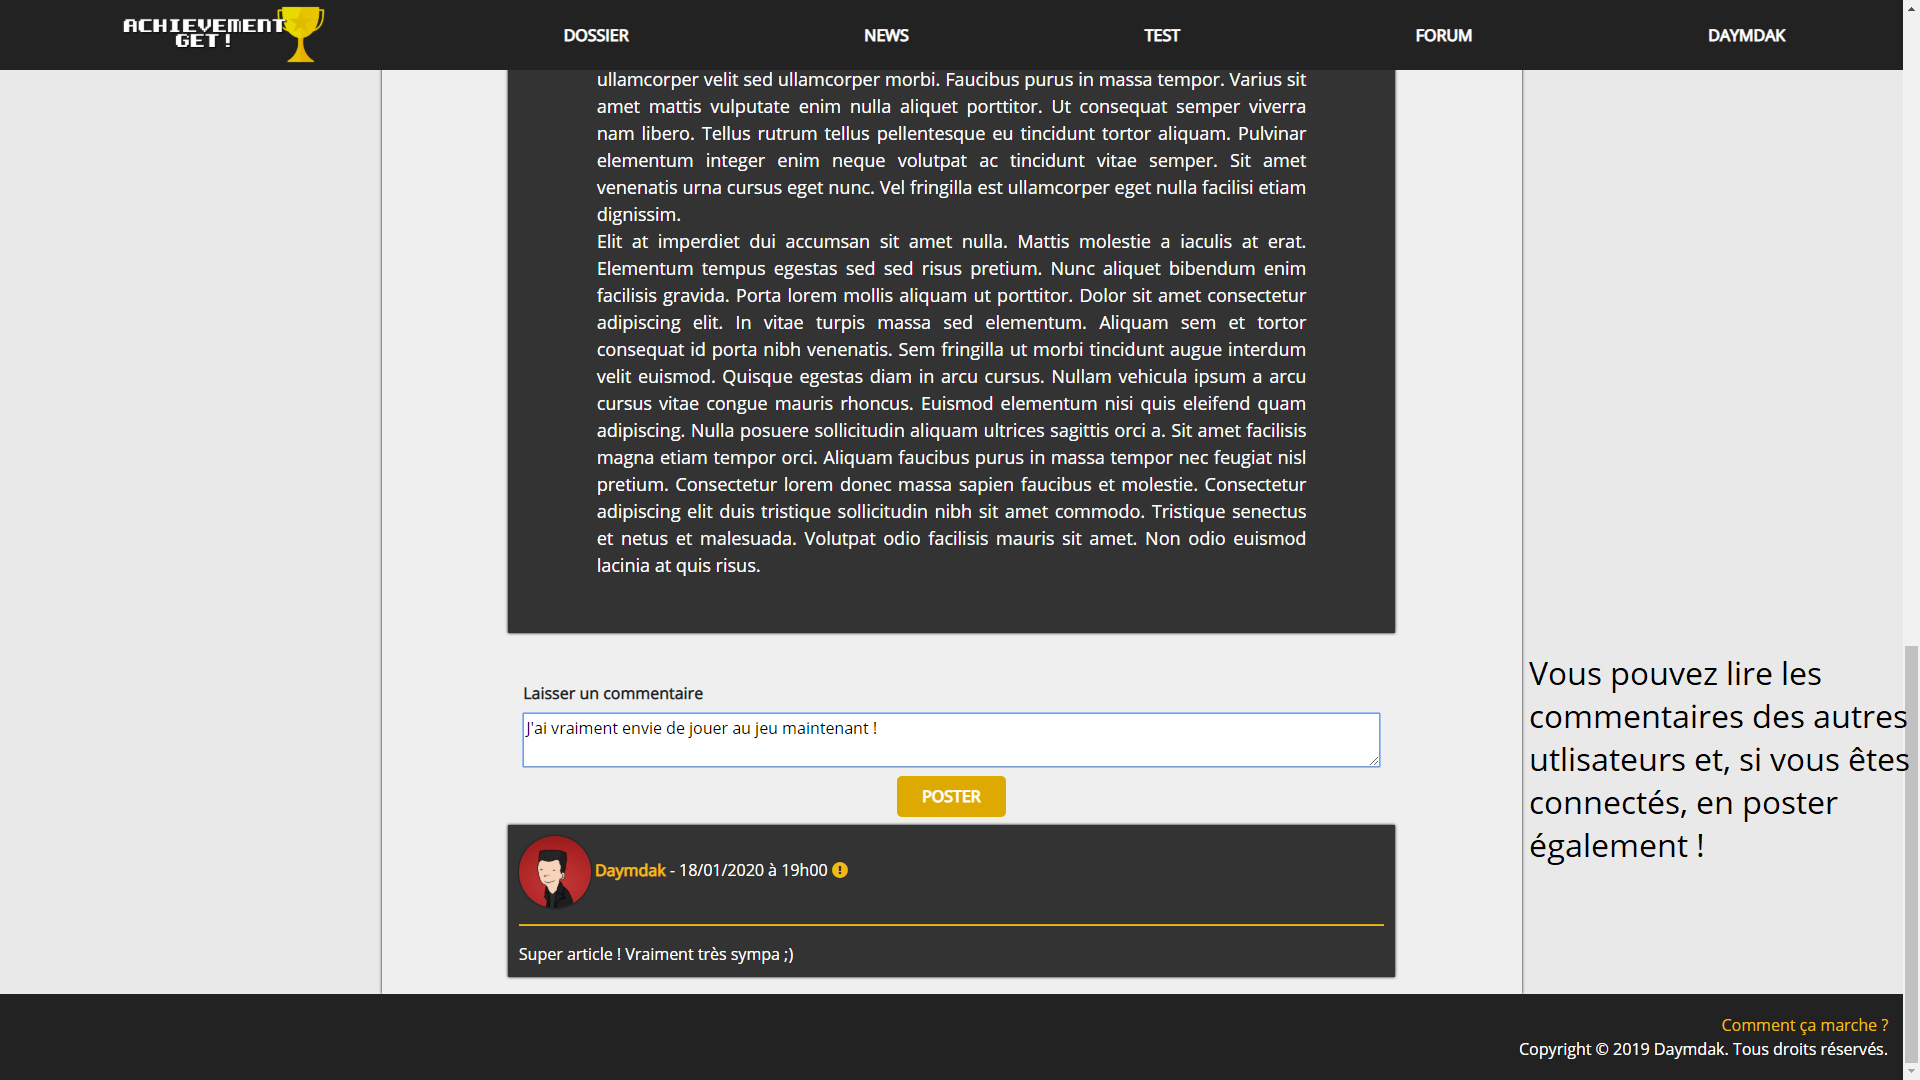 ACHIEVEMENT
GET !
DOSSIER
NEWS
TEST
FORUM
DAYMDAK
ullamcorper velit sed ullamcorper morbi. Faucibus purus in massa tempor. Varius sit
amet mattis vulputate enim nulla aliquet porttitor. Ut consequat semper viverra
nam libero. Tellus rutrum tellus pellentesque eu tincidunt tortor aliquam. Pulvinar
elementum integer enim neque volutpat ac tincidunt vitae semper. Sit amet
venenatis urna cursus eget nunc. Vel fringilla est ullamcorper eget nulla facilisi etiam
dignissim.
Elit at imperdiet dui accumsan sit amet nulla. Mattis molestie a iaculis at erat.
Elementum tempus egestas sed sed risus pretium. Nunc aliquet bibendum enim
facilisis gravida. Porta lorem mollis aliquam ut porttitor. Dolor sit amet consectetur
adipiscing elit. In vitae turpis massa sed elementum. Aliquam sem et tortor
consequat id porta nibh venenatis. Sem fringilla ut morbi tincidunt augue interdum
velit euismod. Quisque egestas diam in arcu cursus. Nullam vehicula ipsum a arcu
cursus vitae congue mauris rhoncus. Euismod elementum nisi quis eleifend quam
adipiscing. Nulla posuere sollicitudin aliquam ultrices sagittis orci a. Sit amet facilisis
magna etiam tempor orci. Aliquam faucibus purus in massa tempor nec feugiat nisl
pretium. Consectetur lorem donec massa sapien faucibus et molestie. Consectetur
adipiscing elit duis tristique sollicitudin nibh sit amet commodo. Tristique senectus
et netus et malesuada. Volutpat odio facilisis mauris sit amet. Non odio euismod
lacinia at quis risus.
Laisser un commentaire
J'ai vraiment envie de jouer au jeu maintenant !
POSTER
Daymdak - 18/01/2020 à 19h00
Super article ! Vraiment très sympa ;)
Vous pouvez lire les
commentaires des autres
utlisateurs et, si vous êtes
connectés, en poster
également !
Comment ça marche ?
Copyright © 2019 Daymdak. Tous droits réservés.